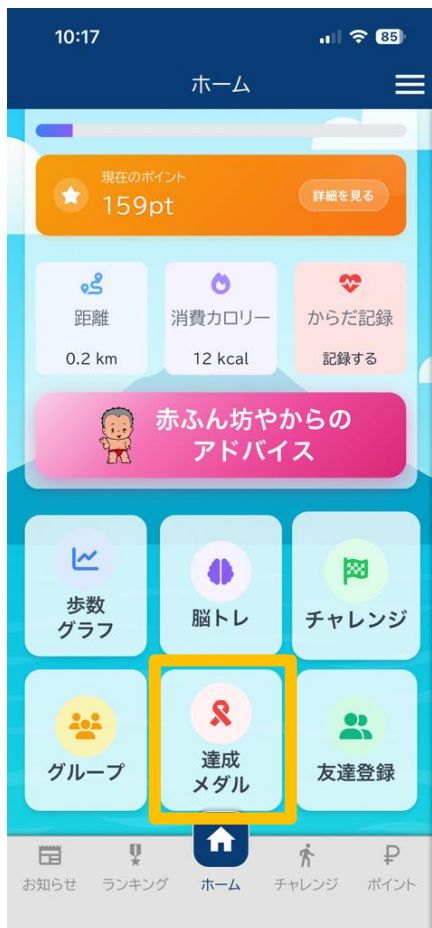 10:17
85
ホーム
現在のポイント
159pt
詳細を見る
距離
消費カロリー
からだ記録
0.2 km
12 kcal
記録する
赤ふん坊やからの
アドバイス
歩数
グラフ
脳トレ
チャレンジ
グループ
達成
メダル
友達登録
お知らせ
ランキング
ホーム
チャレンジ
ポイント